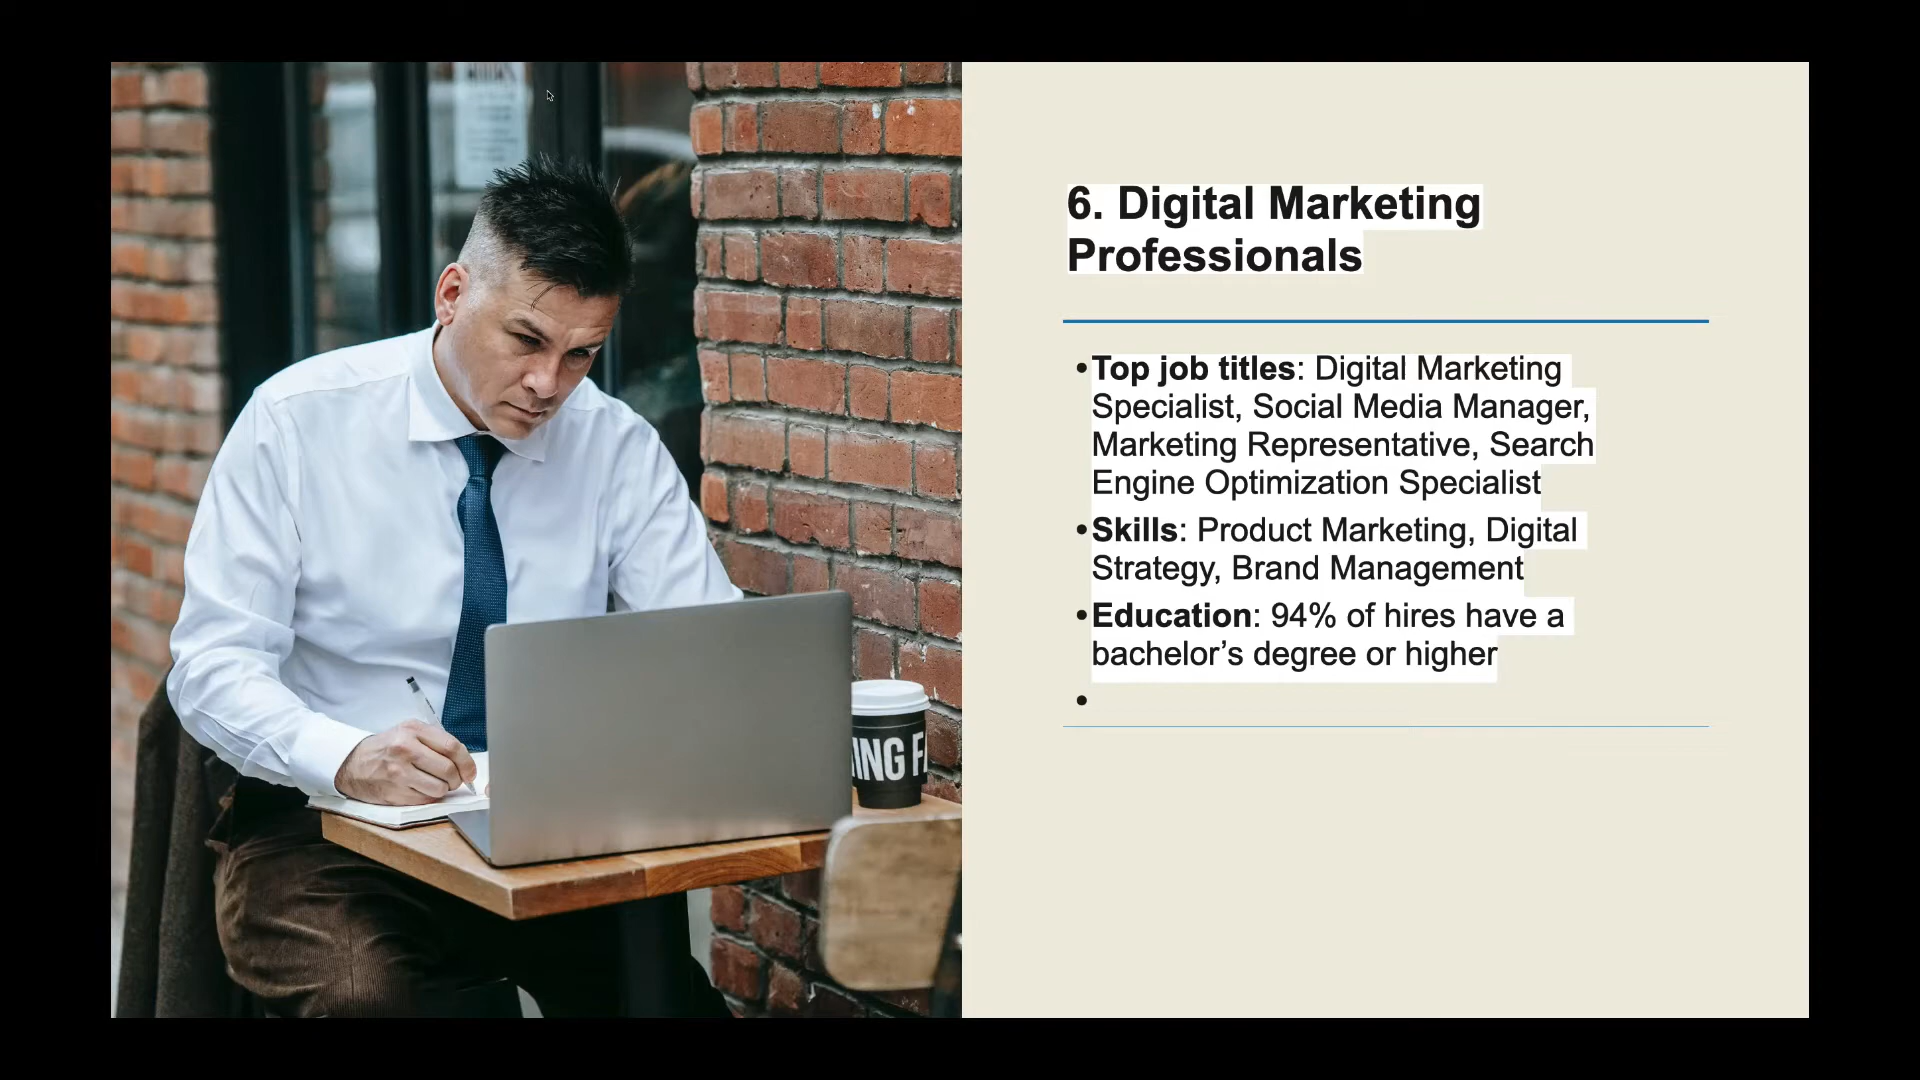 6. Digital Marketing
Professionals
•Top job titles: Digital Marketing
Specialist, Social Media Manager,
Marketing Representative, Search
Engine Optimization Specialist
•Skills: Product Marketing, Digital
Strategy, Brand Management
•Education: 94% of hires have a
bachelor’s degree or higher
•
ING F